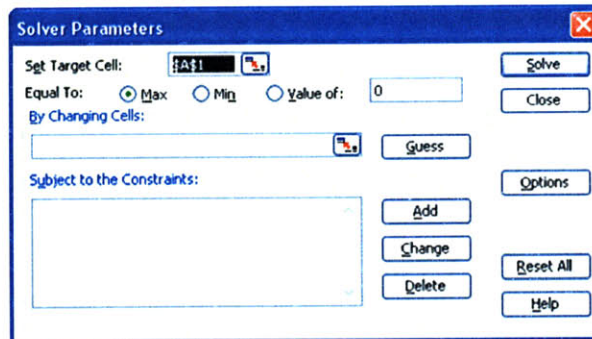 Solver Parameters
Set Target Cell: $A$1 Solve
Equal To: Max Min Value of: 0 Close
By Changing Cells:
Guess
Subject to the Constraints: Options
Add
Change
Reset All
Delete
Help